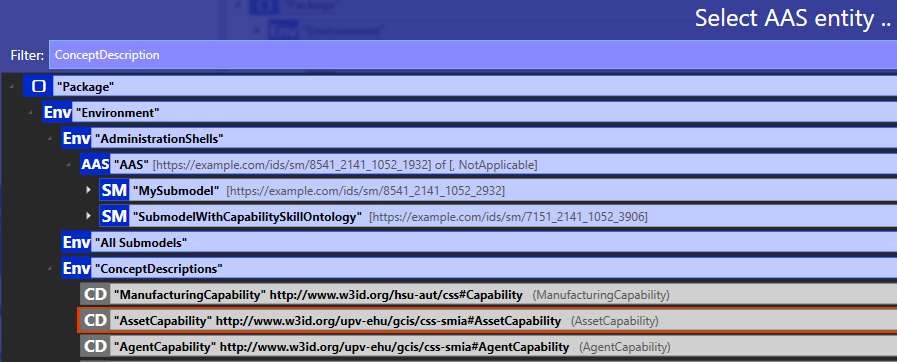 "Package"
Env "Environment"
Select AAS entity ..
Filter: ConceptDescription
"Package"
Env "Environment"
Env "AdministrationShells"
AAS "AAS" [https://example.com/ids/sm/8541_2141_1052_1932] of [, NotApplicable]
SM "MySubmodel" [https://example.com/ids/sm/8541_2141_1052_2932]
SM "SubmodelWithCapabilitySkillOntology" [https://example.com/ids/sm/7151_2141_1052_3906]
Env "All Submodels"
Env "ConceptDescriptions"
CD "ManufacturingCapability" http://www.w3id.org/hsu-aut/css#Capability (ManufacturingCapability)
CD "AssetCapability" http://www.w3id.org/upv-ehu/gcis/css-smia#AssetCapability (AssetCapability)
CD "AgentCapability" http://www.w3id.org/upv-ehu/gcis/css-smia#AgentCapability (AgentCapability)